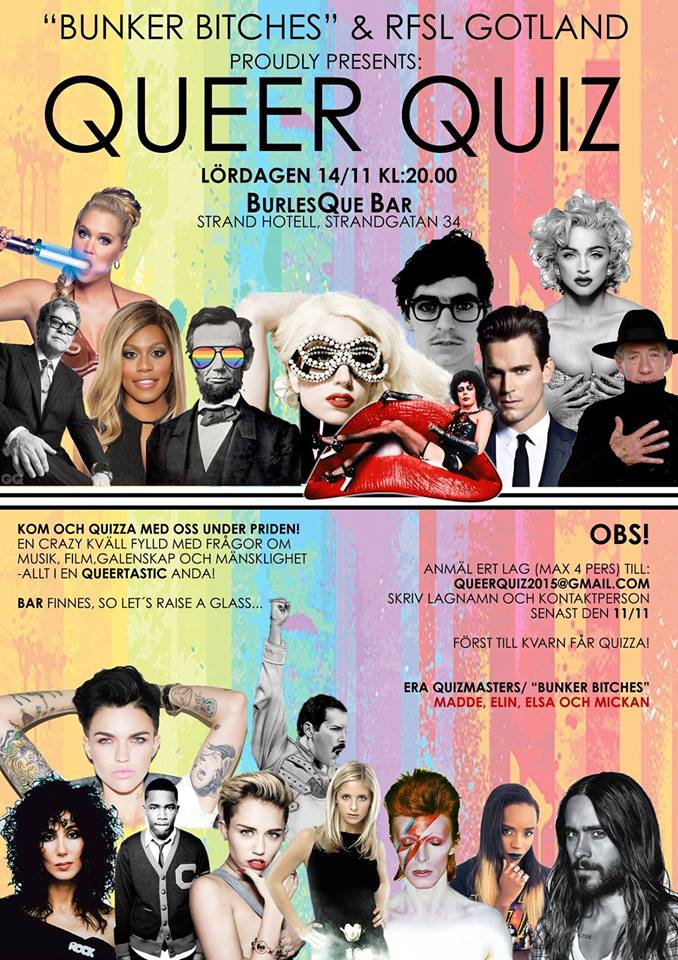 “BUNKER BITCHES” & RFSL GOTLAND
PROUDLY PRESENTS:
QUEER QUIZ
LÖRDAGEN 14/11 KL:20.00
BURLESQUE BAR
STRAND HOTELL, STRANDGATAN 34
GQ
KOM OCH QUIZZA MED OSS UNDER PRIDEN!
EN CRAZY KVÄLL FYLLD MED FRÅGOR OM
MUSIK, FILM,GALENSKAP OCH MÄNSKLIGHET
-ALLT I EN QUEERTASTIC ANDA!
BAR FINNES, SO LET´S RAISE A GLASS...
OBS!
ANMÄL ERT LAG (MAX 4 PERS) TILL:
QUEERQUIZ2015@GMAIL.COM
SKRIV LAGNAMN OCH KONTAKTPERSON
SENAST DEN 11/11
FÖRST TILL KVARN FÅR QUIZZA!
ERA QUIZMASTERS/ “BUNKER BITCHES”
MADDE, ELIN, ELSA OCH MICKAN
C
ROCK